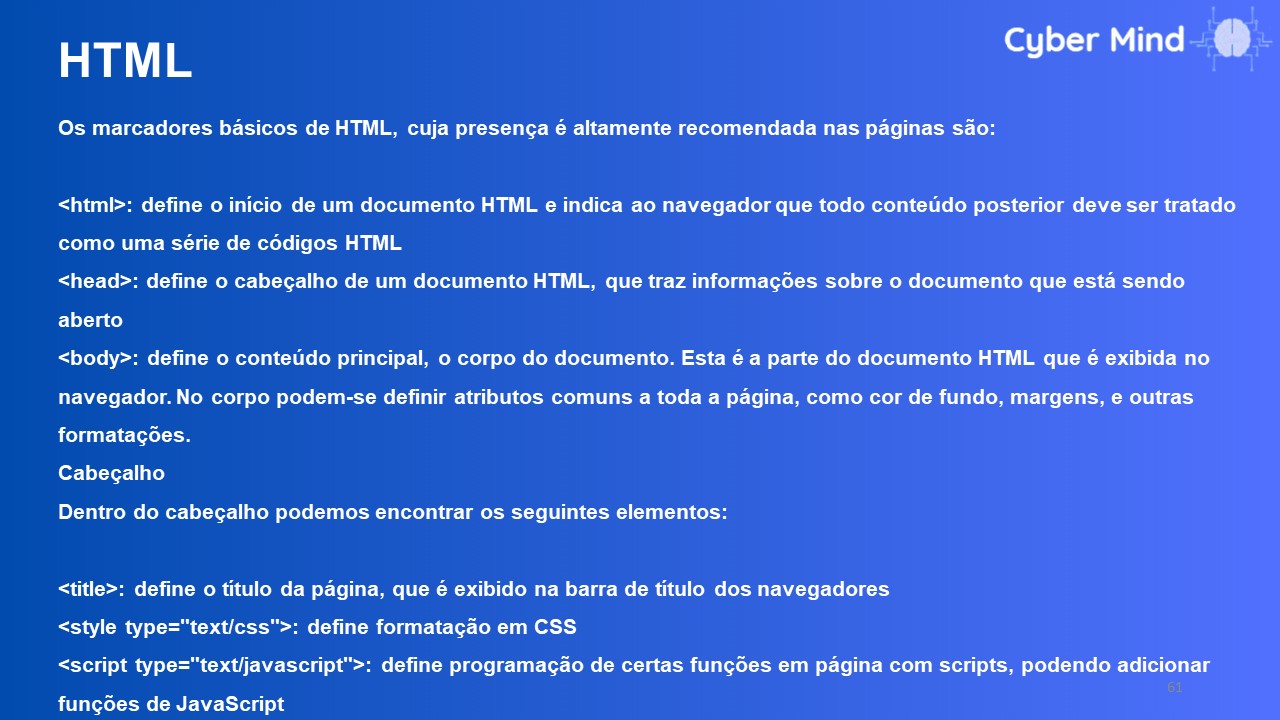 HTML
Cyber Mind
Os marcadores básicos de HTML, cuja presença é altamente recomendada nas páginas são:
<html>: define o início de um documento HTML e indica ao navegador que todo conteúdo posterior deve ser tratado
como uma série de códigos HTML
<head>: define o cabeçalho de um documento HTML, que traz informações sobre o documento que está sendo
aberto
<body>: define o conteúdo principal, o corpo do documento. Esta é a parte do documento HTML que é exibida no
navegador. No corpo podem-se definir atributos comuns a toda a página, como cor de fundo, margens, e outras
formatações.
Cabeçalho
Dentro do cabeçalho podemos encontrar os seguintes elementos:
<title>: define o título da página, que é exibido na barra de título dos navegadores
<style type="text/css">: define formatação em CSS
<script type="text/javascript">: define programação de certas funções em página com scripts, podendo adicionar
funções de JavaScript
61